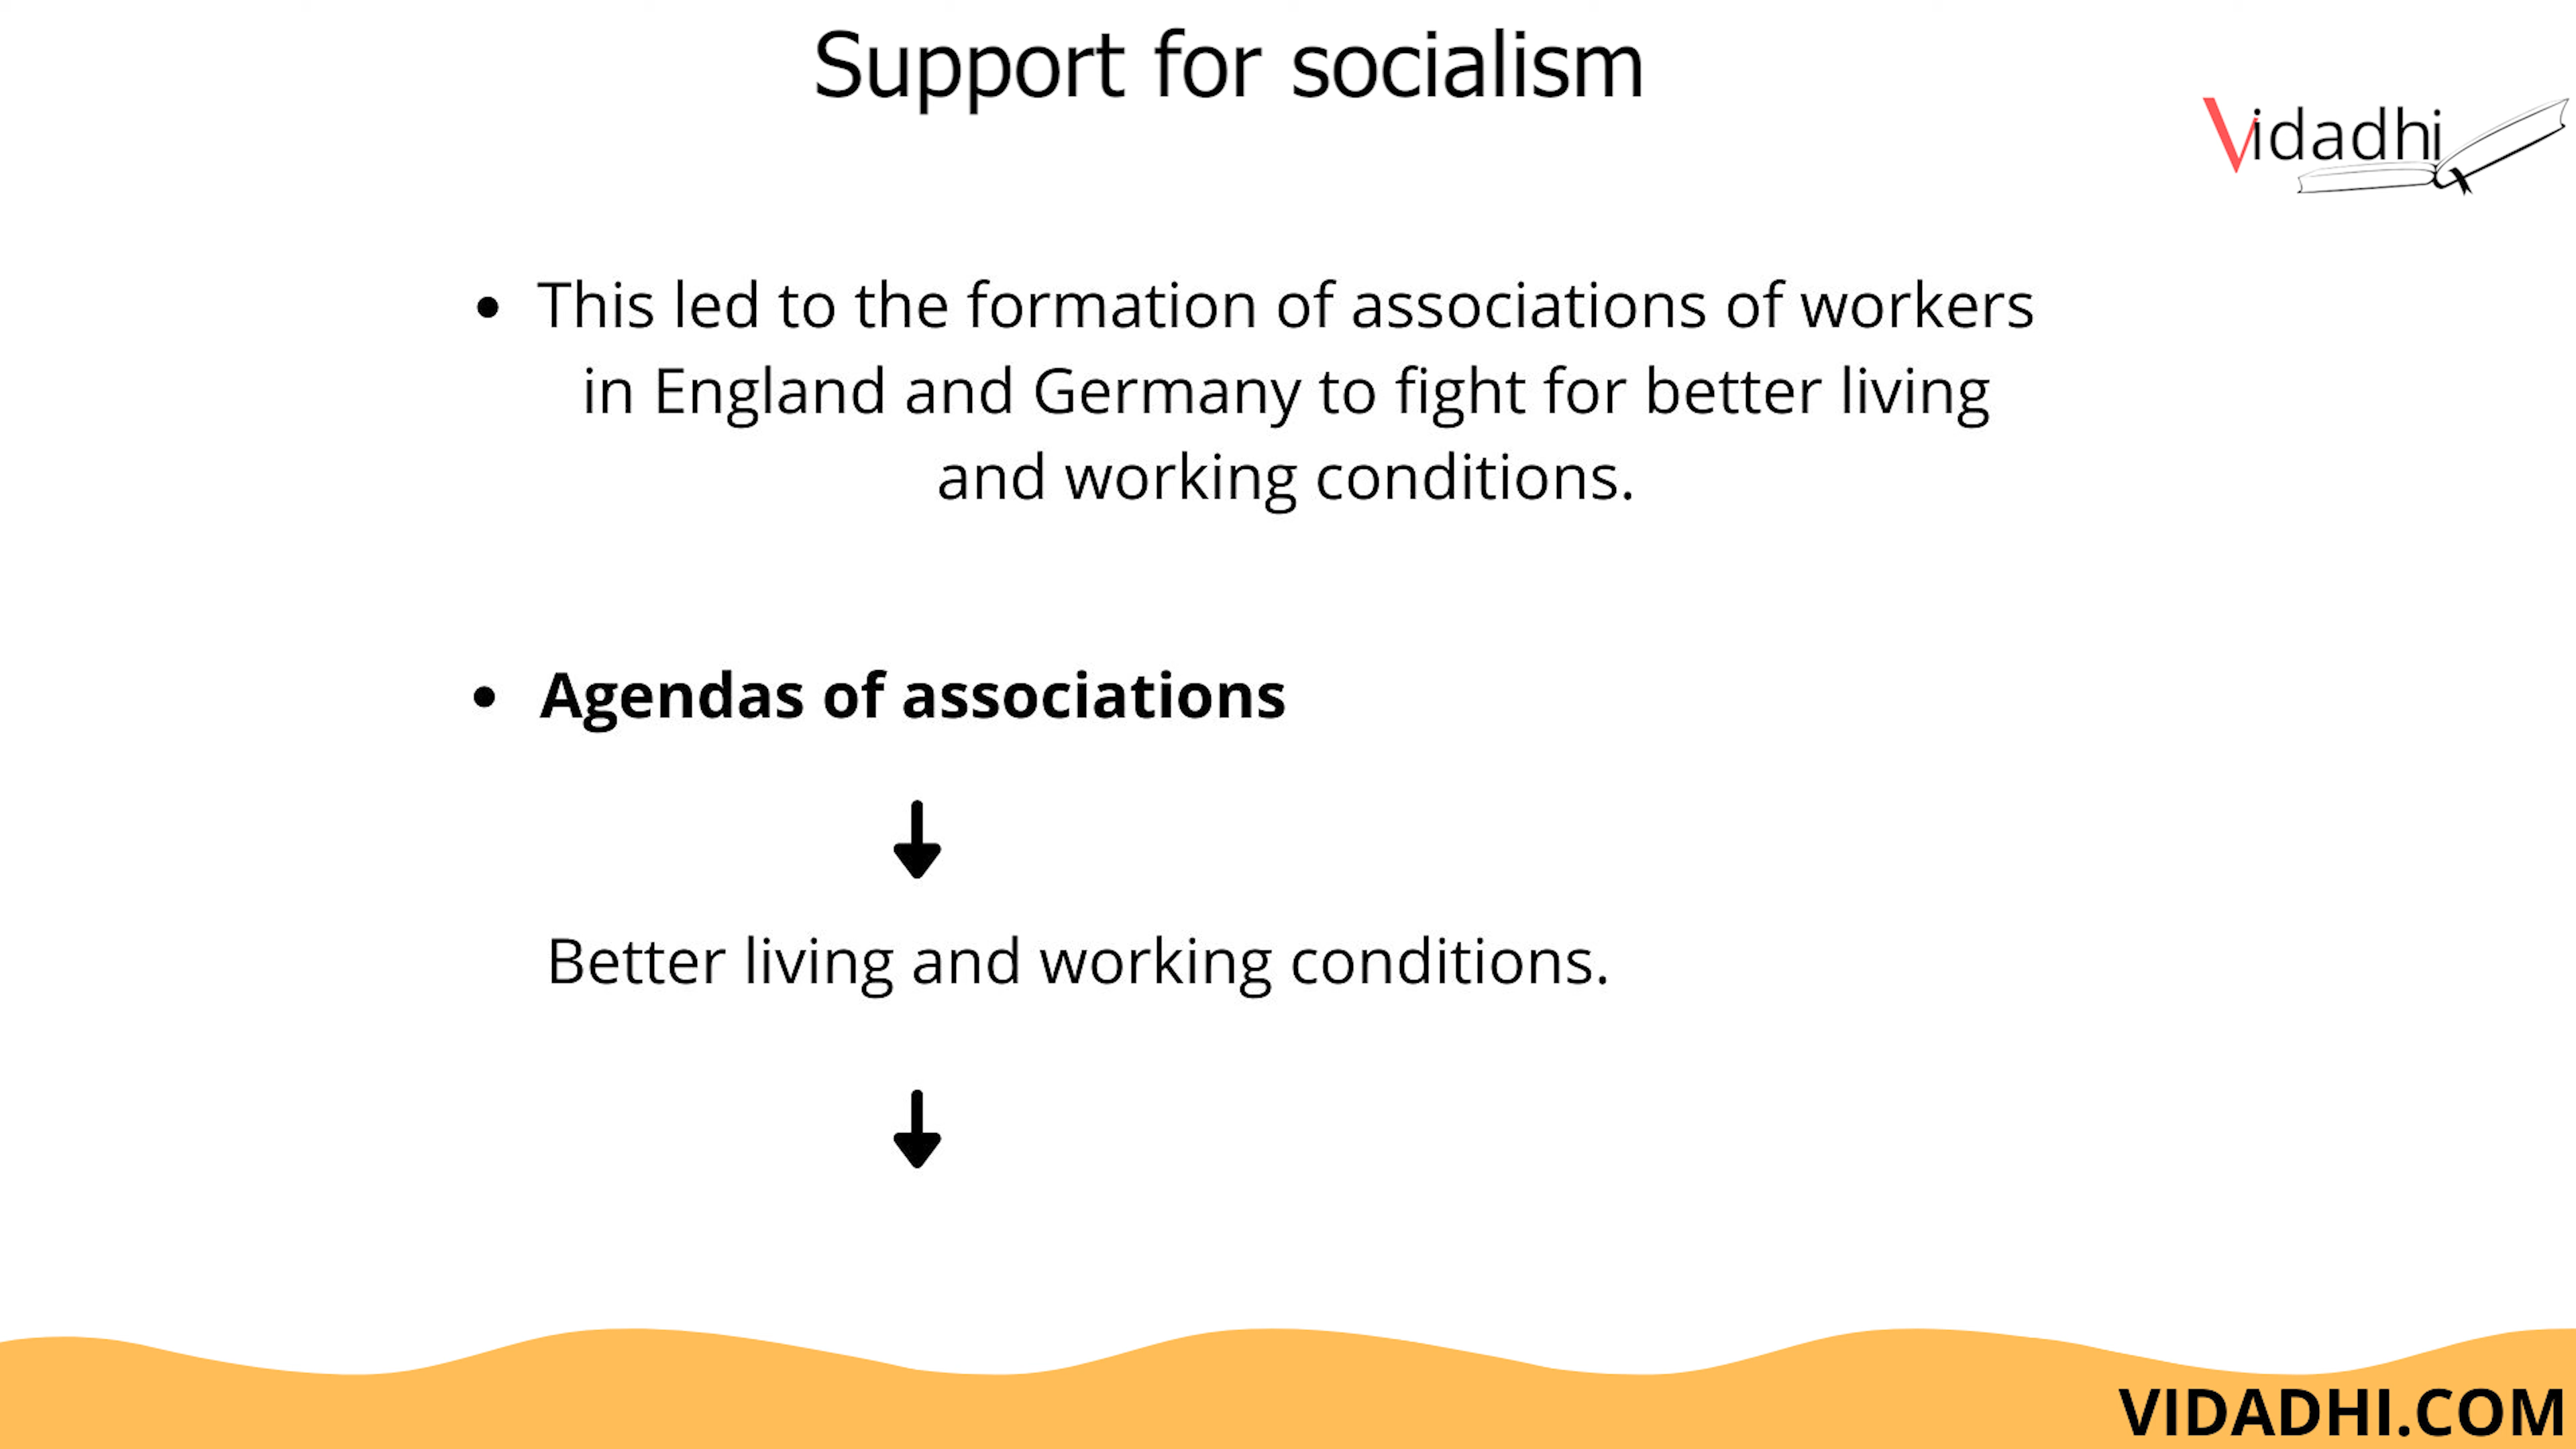 Support for socialism
Vidadhi
• This led to the formation of associations of workers
in England and Germany to fight for better living
and working conditions.
• Agendas of associations
Better living and working conditions.
VIDADHI.COM